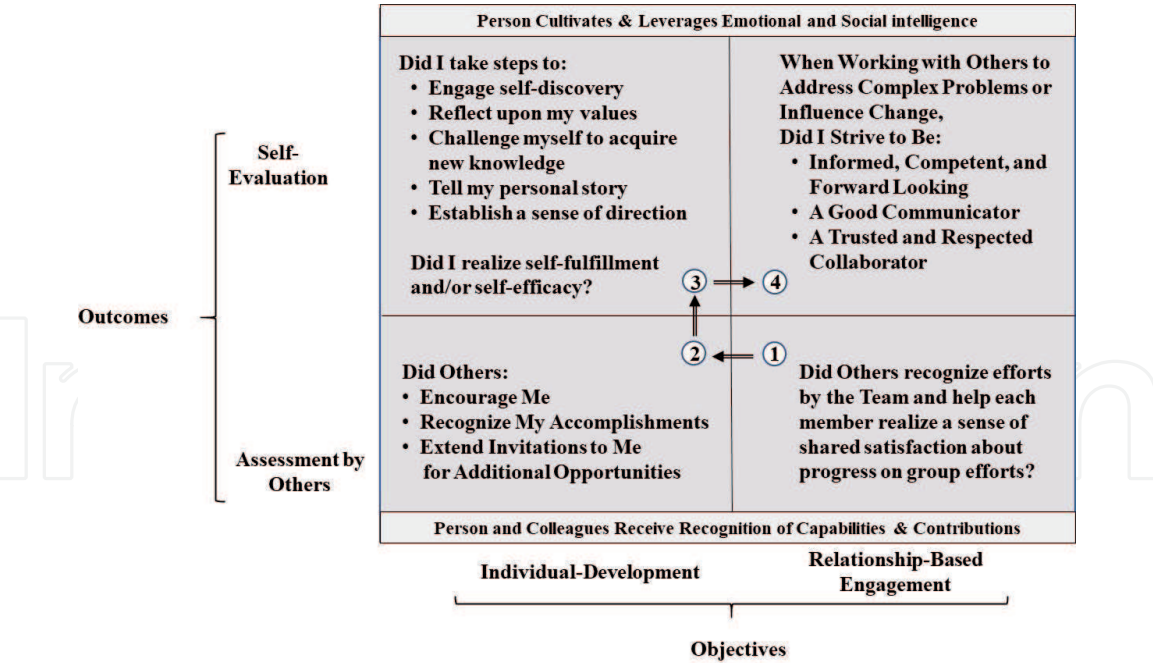 Person Cultivates & Leverages Emotional and Social intelligence
Did I take steps to:
• Engage self-discovery
• Reflect upon my values
• Challenge myself to acquire
new knowledge
• Tell my personal story
• Establish a sense of direction
Did I realize self-fulfillment
and/or self-efficacy?
When Working with Others to
Address Complex Problems or
Influence Change,
Did I Strive to Be:
• Informed, Competent, and
Forward Looking
• A Good Communicator
• A Trusted and Respected
Collaborator
3
4
2
1
Did Others:
• Encourage Me
• Recognize My Accomplishments
• Extend Invitations to Me
for Additional Opportunities
Did Others recognize efforts
by the Team and help each
member realize a sense of
shared satisfaction about
progress on group efforts?
Person and Colleagues Receive Recognition of Capabilities & Contributions
Self-
Evaluation
Outcomes
Assessment by
Others
Individual-Development
Relationship-Based
Engagement
Objectives